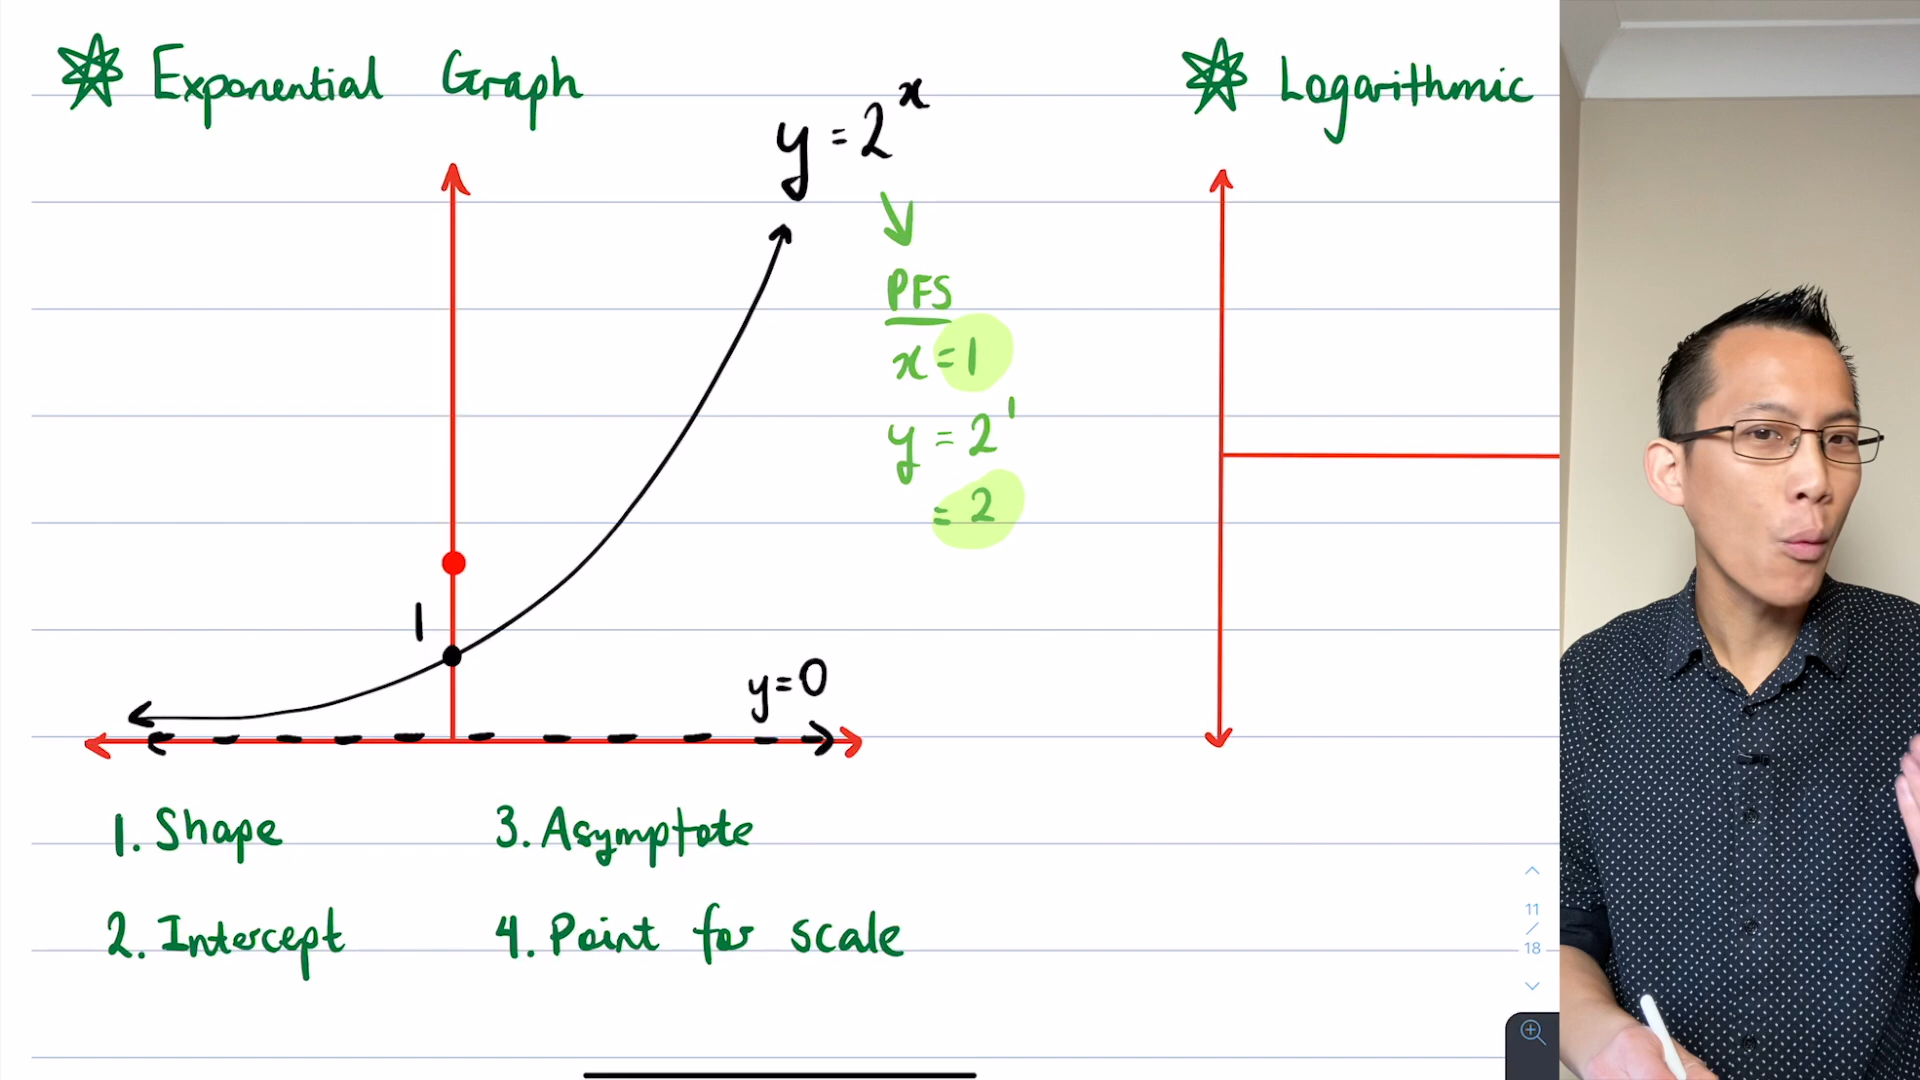 Exponential Graph
y = 2^x
PFS
x = 1
y = 2^1
= 2
1
y=0
1. Shape
2. Intercept
3. Asymptote
4. Point for scale
Logarithmic
11
/
18